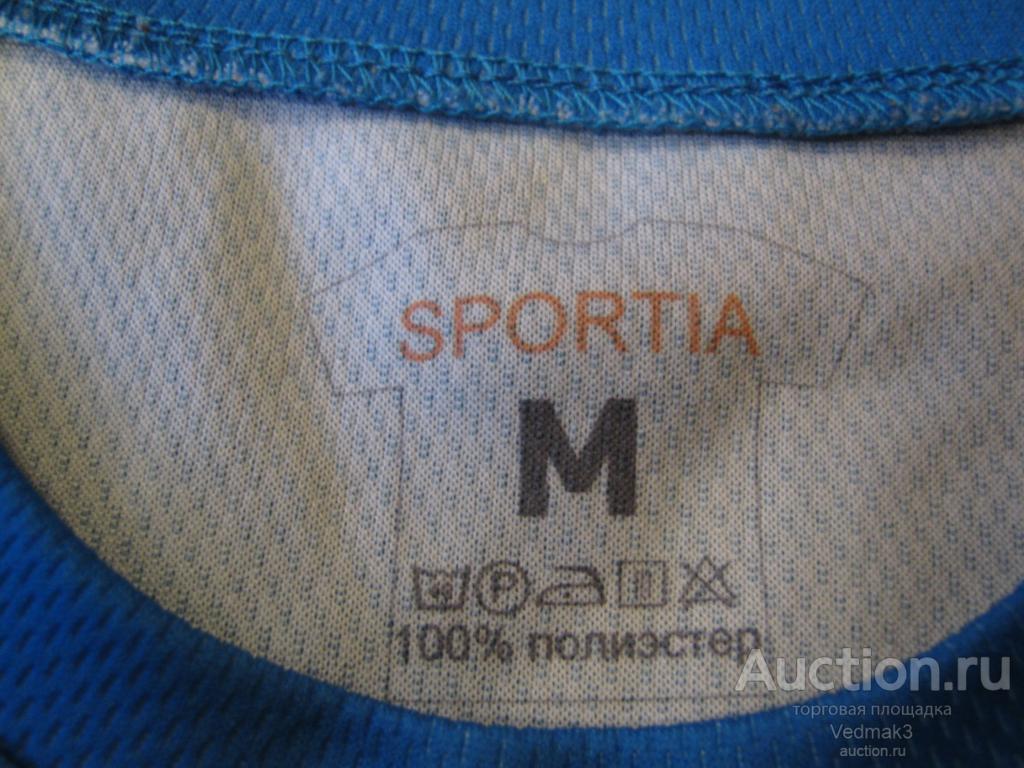 SPORTIA
M
P
100% полиэстер
Auction.ru
торговая площадка
Vedmak3
auction.ru